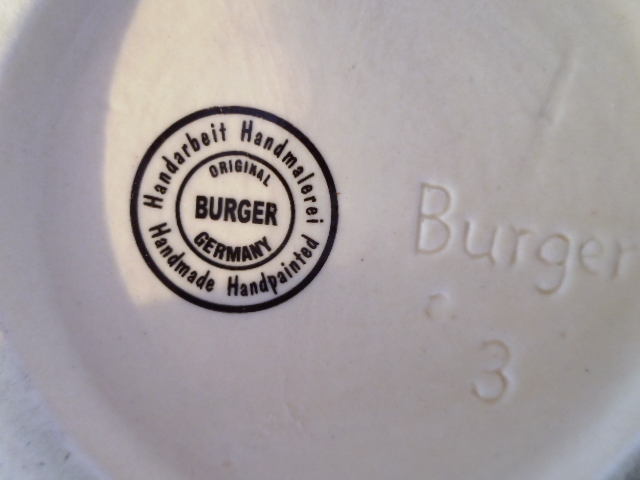 Handarbeit Handmalerei
ORIGINAL
BURGER
GERMANY
Handmade Handpainted
Burger
3